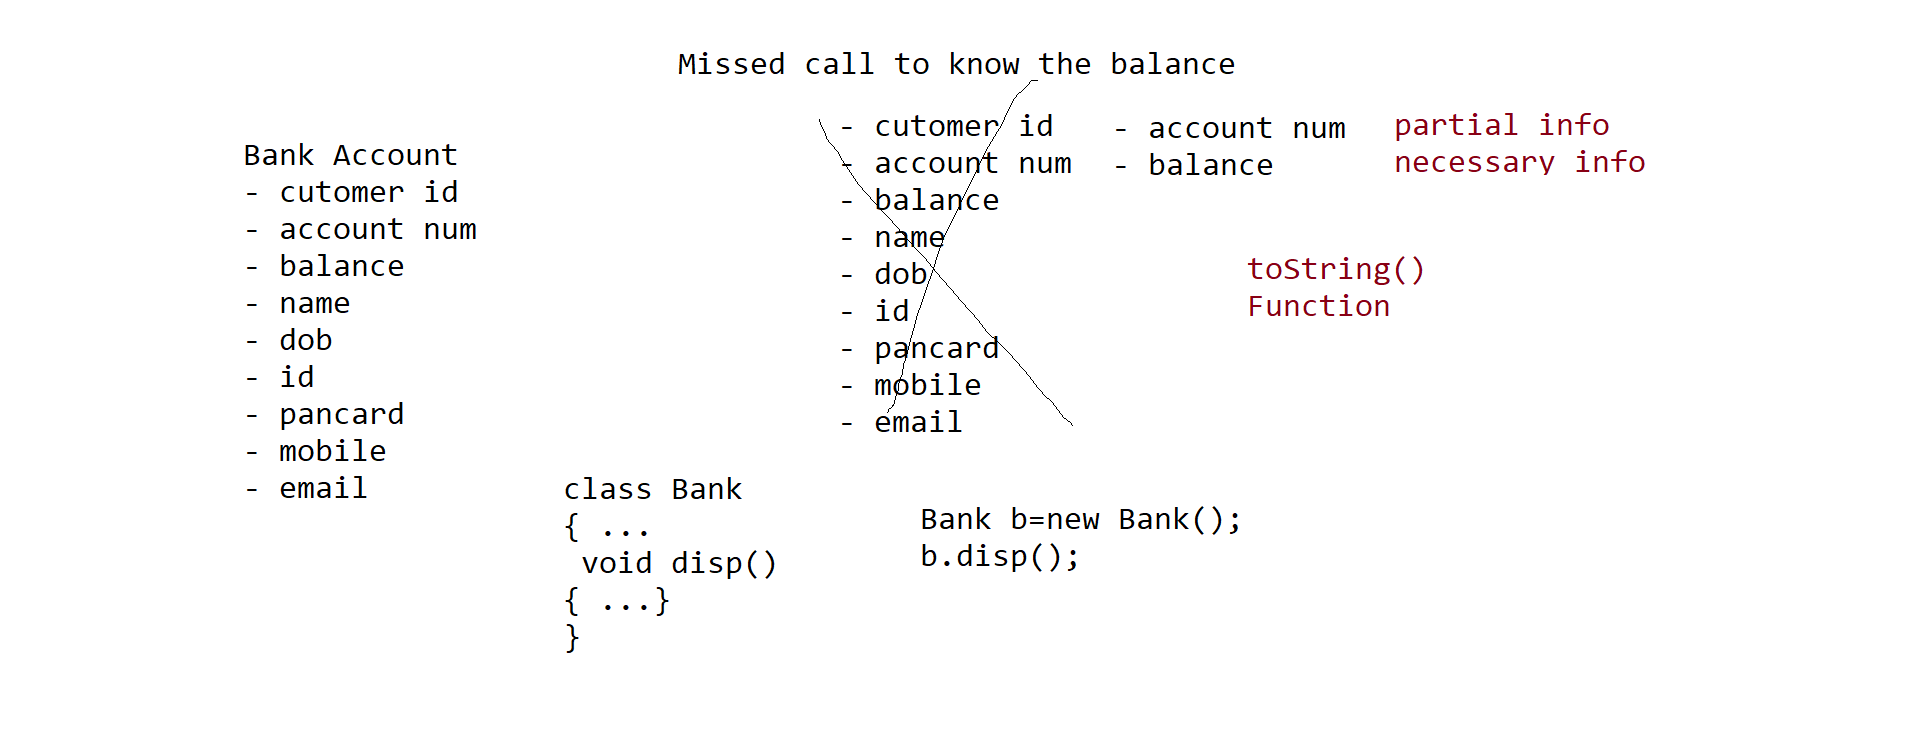 Missed call to know the balance
Bank Account
- cutomer id
- account num
- balance
- name
- dob
- id
- pancard
- mobile
- email
- cutomer id
- account num
- balance
- name
- dob
- id
- pancard
- mobile
- email
- account num
- balance
partial info
necessary info
toString()
Function
class Bank
{ ...
void disp()
{ ...}
}
Bank b=new Bank();
b.disp();